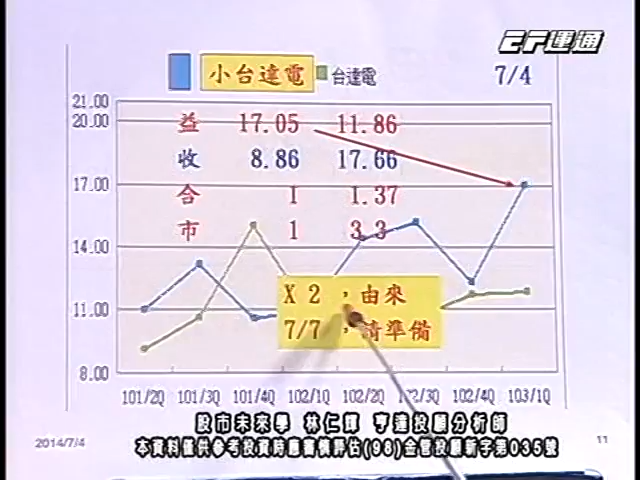 EF運通
小台達電 台達電 7/4
21.00
20.00
益 17.05 11.86
收 8.86 17.66
17.00
合 1 1.37
市 1 3.3
14.00
X 2 ，由來
11.00
7/7 ，請準備
8.00
101/2Q 101/3Q 101/4Q 102/1Q 102/2Q 102/3Q 102/4Q 103/1Q
股市未來學 林仁輝 亨達投顧分析師
2014/7/4
11
本資料僅供參考投資時應審慎評估(98)金管投顧新字第035號